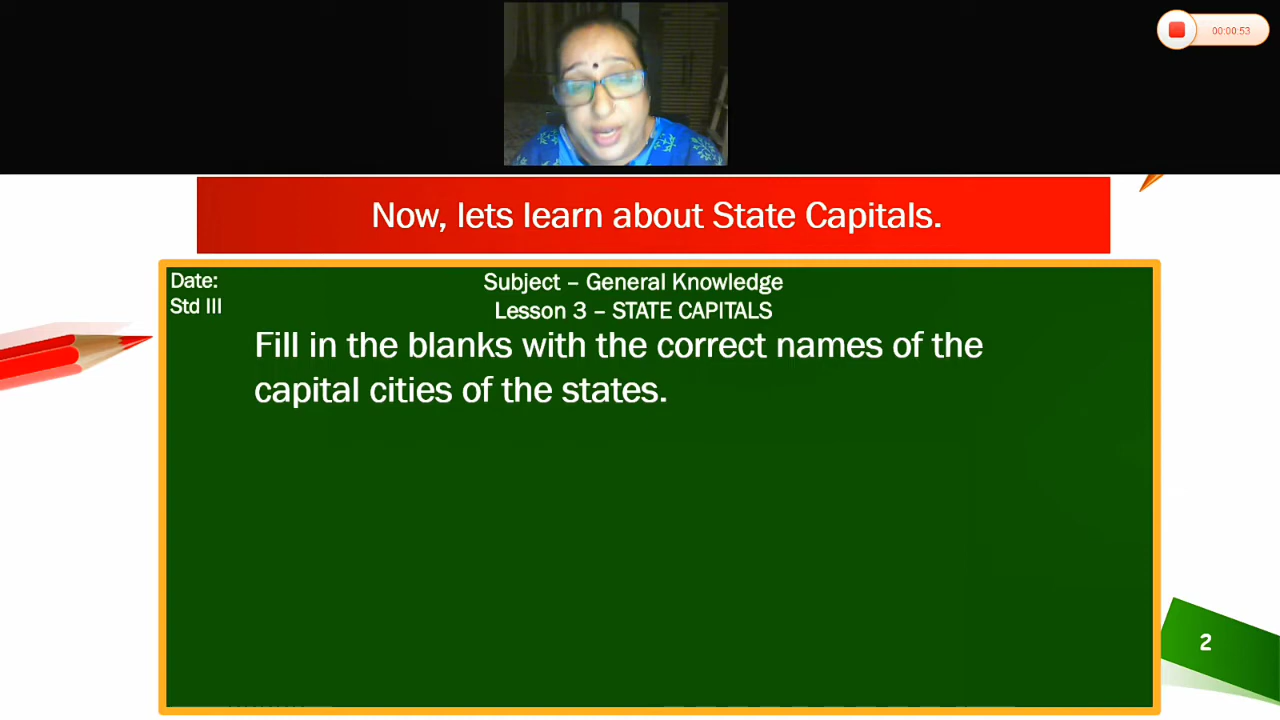 00:00:53
Now, lets learn about State Capitals.
Date:
Std III
Subject – General Knowledge
Lesson 3 – STATE CAPITALS
Fill in the blanks with the correct names of the
capital cities of the states.
2